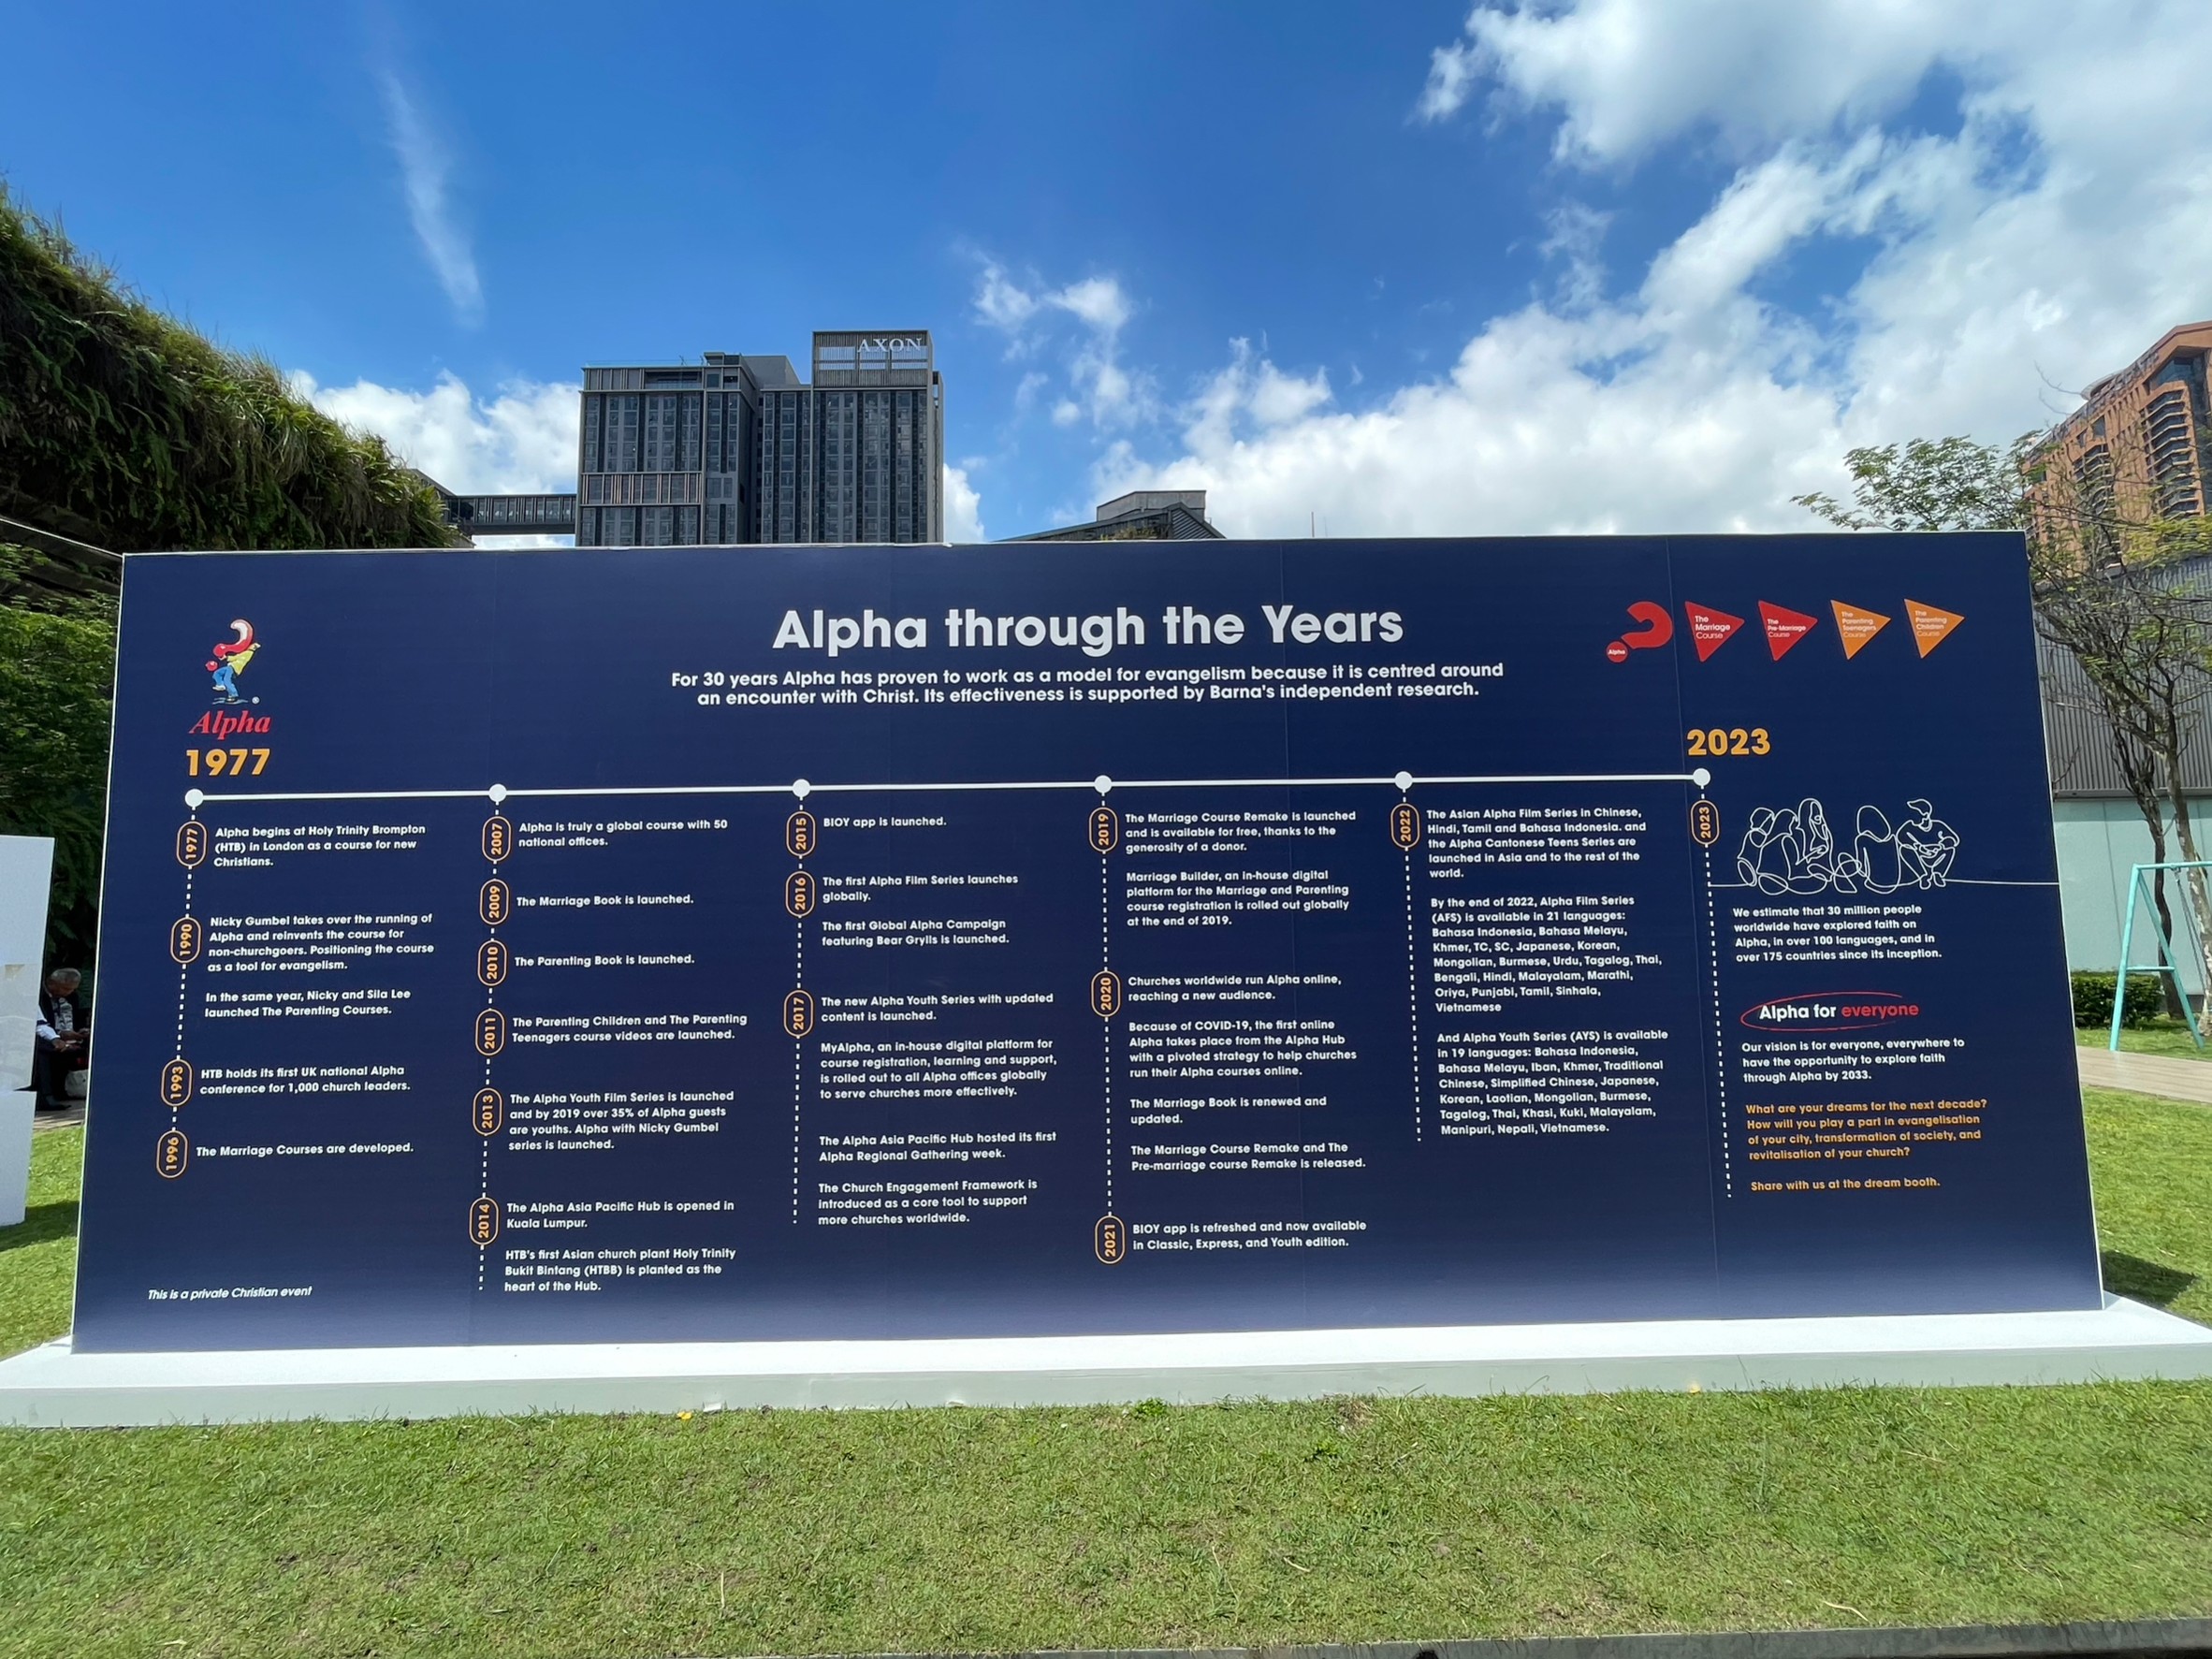 AXON
Alpha
1977
Alpha through the Years
For 30 years Alpha has proven to work as a model for evangelism because it is centred around
an encounter with Christ. Its effectiveness is supported by Barna's independent research.
Alpha
The
Marriage
Course
The
Pre-Marriage
Course
The
Parenting
Teenagers
Course
The
Parenting
Children
Course
2023
1977
Alpha begins at Holy Trinity Brompton
(HTB) in London as a course for new
Christians.
1990
Nicky Gumbel takes over the running of
Alpha and reinvents the course for
non-churchgoers. Positioning the course
as a tool for evangelism.
In the same year, Nicky and Sila Lee
launched The Parenting Courses.
1993
HTB holds its first UK national Alpha
conference for 1,000 church leaders.
1996
The Marriage Courses are developed.
This is a private Christian event
2007
Alpha is truly a global course with 50
national offices.
2009
The Marriage Book is launched.
2010
The Parenting Book is launched.
2011
The Parenting Children and The Parenting
Teenagers course videos are launched.
2013
The Alpha Youth Film Series is launched
and by 2019 over 35% of Alpha guests
are youths. Alpha with Nicky Gumbel
series is launched.
2014
The Alpha Asia Pacific Hub is opened in
Kuala Lumpur.
HTB's first Asian church plant Holy Trinity
Bukit Bintang (HTBB) is planted as the
heart of the Hub.
2015
BIOY app is launched.
2016
The first Alpha Film Series launches
globally.
The first Global Alpha Campaign
featuring Bear Grylls is launched.
2017
The new Alpha Youth Series with updated
content is launched.
MyAlpha, an in-house digital platform for
course registration, learning and support,
is rolled out to all Alpha offices globally
to serve churches more effectively.
The Alpha Asia Pacific Hub hosted its first
Alpha Regional Gathering week.
The Church Engagement Framework is
introduced as a core tool to support
more churches worldwide.
2019
The Marriage Course Remake is launched
and is available for free, thanks to the
generosity of a donor.
Marriage Builder, an in-house digital
platform for the Marriage and Parenting
course registration is rolled out globally
at the end of 2019.
2020
Churches worldwide run Alpha online,
reaching a new audience.
Because of COVID-19, the first online
Alpha takes place from the Alpha Hub
with a pivoted strategy to help churches
run their Alpha courses online.
The Marriage Book is renewed and
updated.
The Marriage Course Remake and The
Pre-marriage course Remake is released.
2021
BIOY app is refreshed and now available
in Classic, Express, and Youth edition.
2022
The Asian Alpha Film Series in Chinese,
Hindi, Tamil and Bahasa Indonesia. and
the Alpha Cantonese Teens Series are
launched in Asia and to the rest of the
world.
By the end of 2022, Alpha Film Series
(AFS) is available in 21 languages:
Bahasa Indonesia, Bahasa Melayu,
Khmer, TC, SC, Japanese, Korean,
Mongolian, Burmese, Urdu, Tagalog, Thai,
Bengali, Hindi, Malayalam, Marathi,
Oriya, Punjabi, Tamil, Sinhala,
Vietnamese
And Alpha Youth Series (AYS) is available
in 19 languages: Bahasa Indonesia,
Bahasa Melayu, Iban, Khmer, Traditional
Chinese, Simplified Chinese, Japanese,
Korean, Laotian, Mongolian, Burmese,
Tagalog, Thai, Khasi, Kuki, Malayalam,
Manipuri, Nepali, Vietnamese.
2023
We estimate that 30 million people
worldwide have explored faith on
Alpha, in over 100 languages, and in
over 175 countries since its inception.
Alpha for everyone
Our vision is for everyone, everywhere to
have the opportunity to explore faith
through Alpha by 2033.
What are your dreams for the next decade?
How will you play a part in evangelisation
of your city, transformation of society, and
revitalisation of your church?
Share with us at the dream booth.